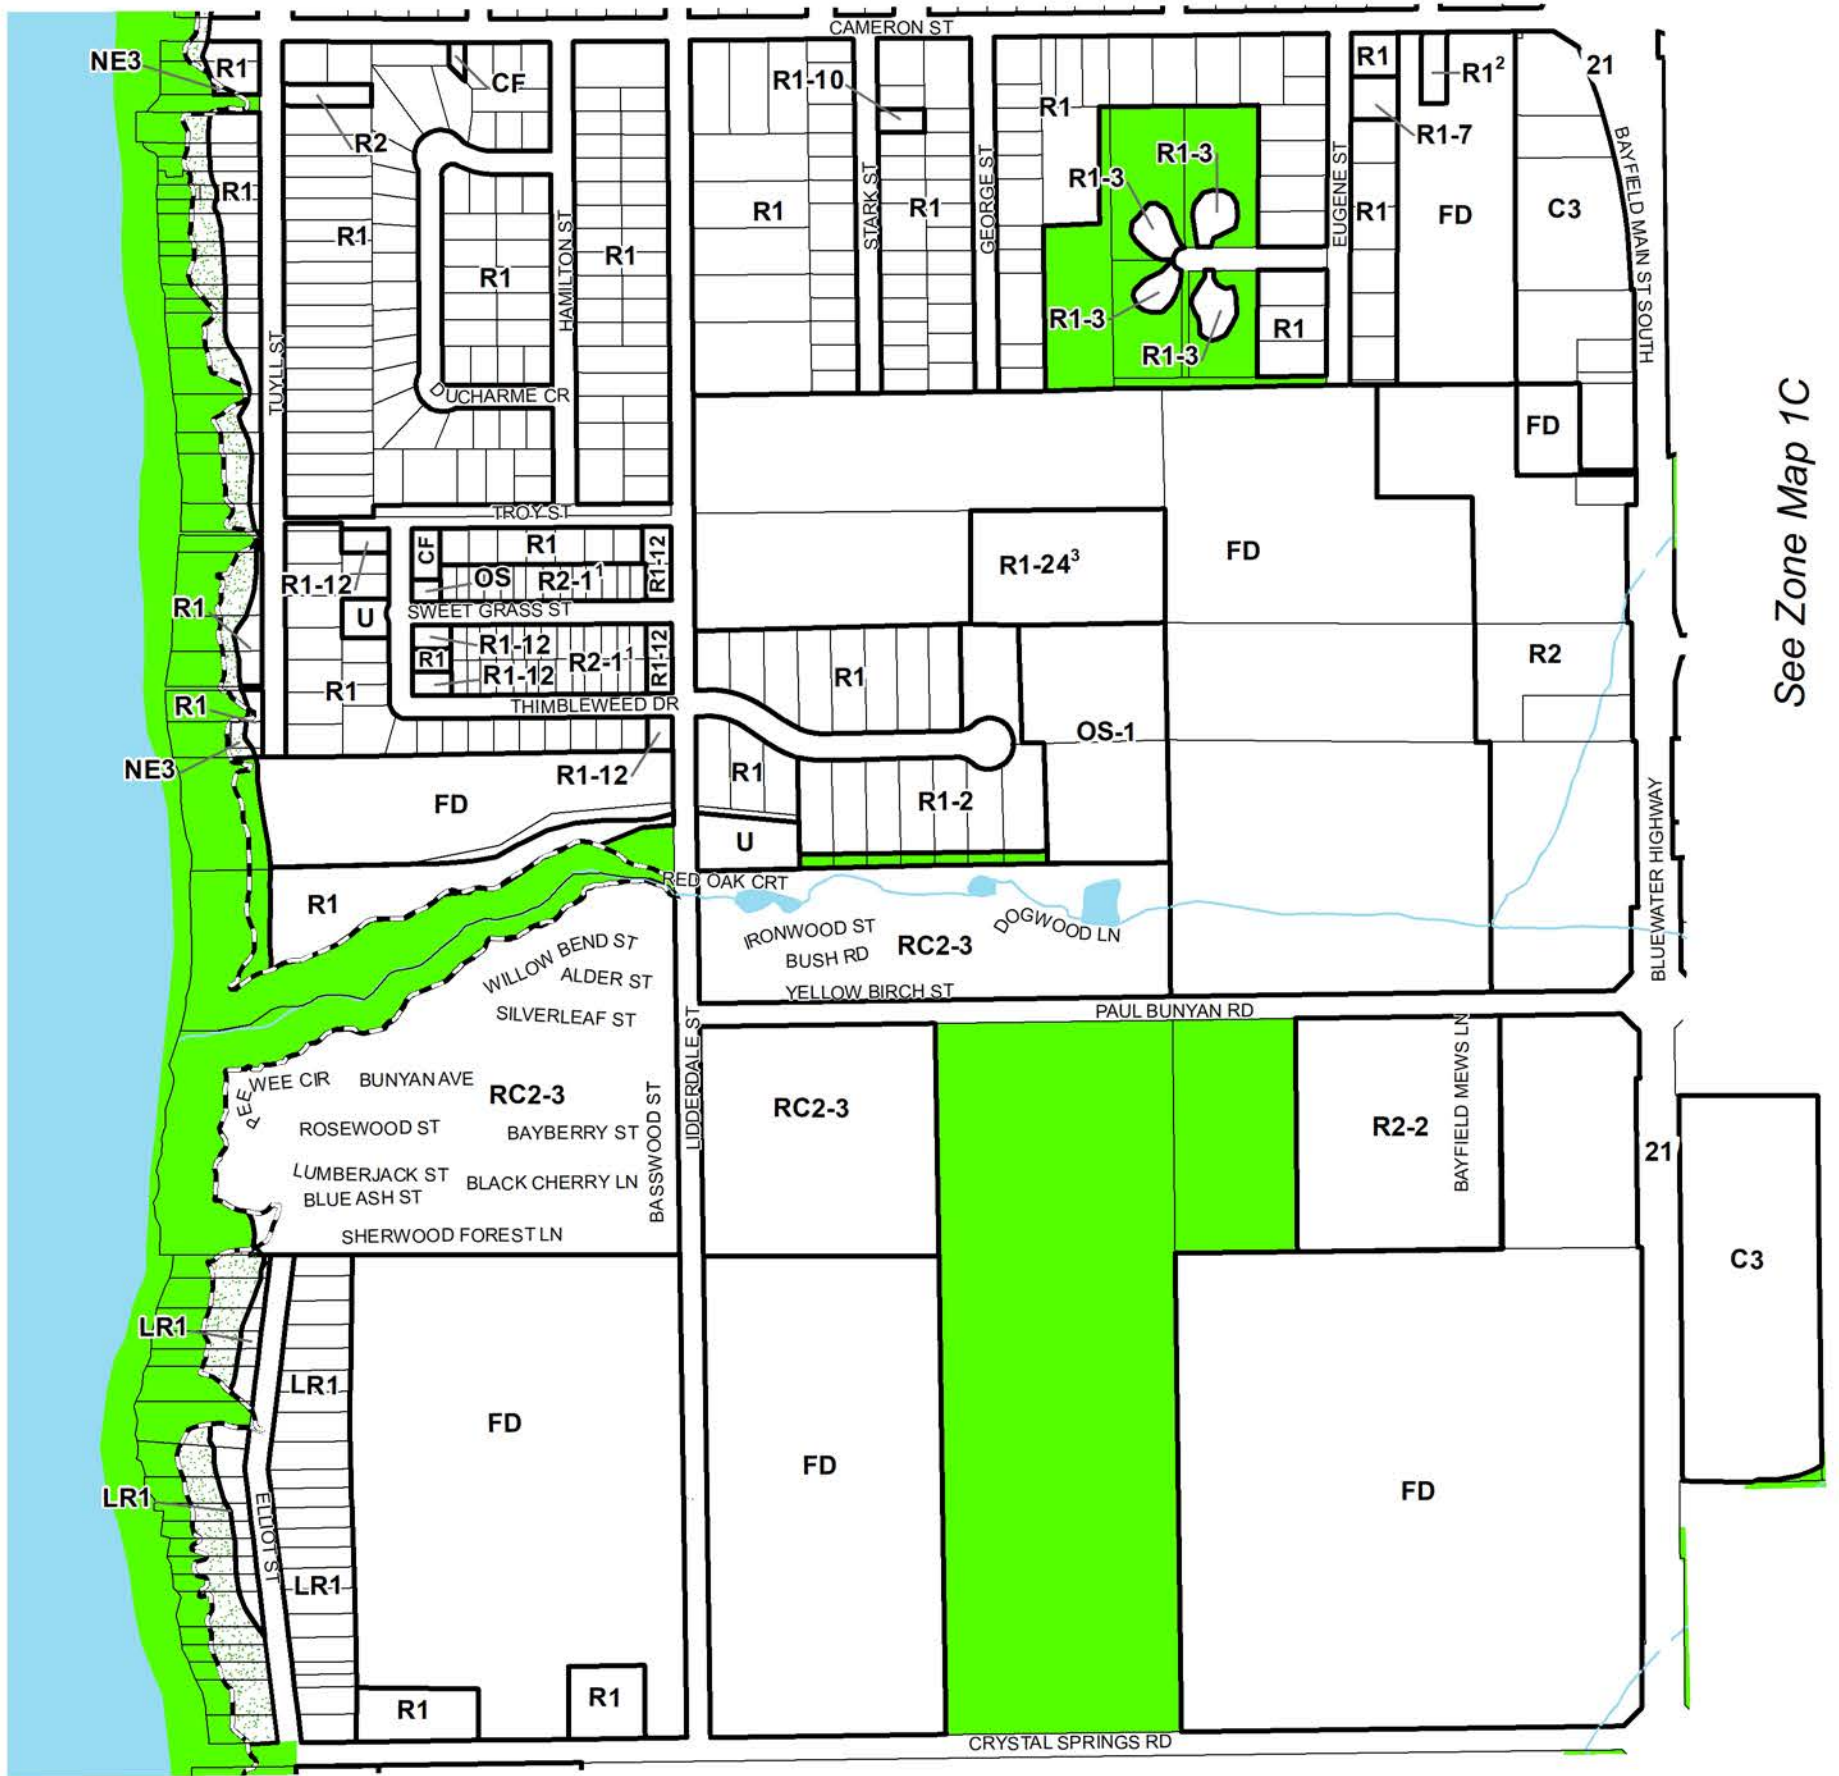 CAMERON ST
NE3
R1
CF
R1-10
R1
R1²
21
R2
R1
R1-3
R1-3
R1-7
BAYFIELD MAIN ST SOUTH
R1
R1
R1
R1
R1
R1
R1
FD
C3
STARK ST
GEORGE ST
EUGENE ST
HAMILTON ST
R1-3
R1-3
R1
TUYLL ST
DUCHARME CR
FD
See Zone Map 1C
TROY ST
CF
R1
R1-12
R1-24³
FD
R1-12
OS
R2-1¹
R1
U
SWEET GRASS ST
R1-12
R1
R1-12
R2-1¹
R1-12
R1
R1
R2
R1
THIMBLEWEED DR
OS-1
NE3
R1-12
R1
FD
R1-2
U
BLUEWATER HIGHWAY
RED OAK CRT
R1
IRONWOOD ST
DOGWOOD LN
WILLOW BEND ST
BUSH RD
RC2-3
ALDER ST
YELLOW BIRCH ST
SILVERLEAF ST
PAUL BUNYAN RD
LIDDERDALE ST
BAYFIELD MEWS LN
PEE WEE CIR
BUNYAN AVE
RC2-3
RC2-3
R2-2
ROSEWOOD ST
BAYBERRY ST
BASSWOOD ST
21
LUMBERJACK ST
BLACK CHERRY LN
BLUE ASH ST
SHERWOOD FOREST LN
C3
LR1
LR1
FD
FD
FD
LR1
ELLIOT ST
LR1
R1
R1
CRYSTAL SPRINGS RD